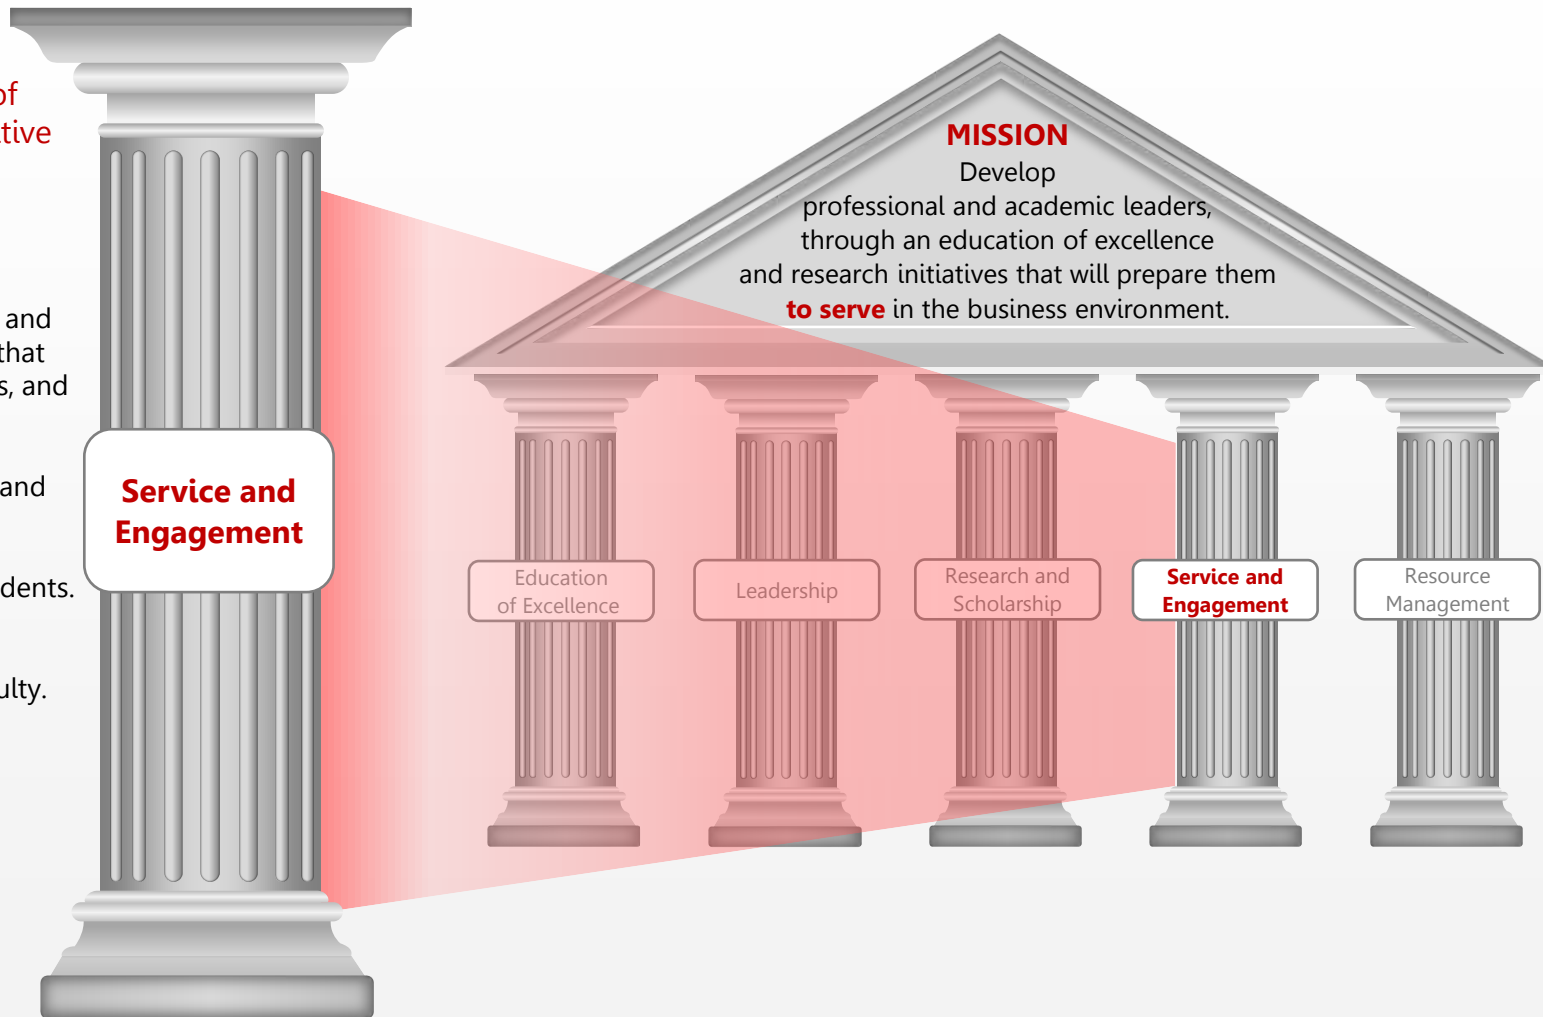 of
tive
and
that
s, and
and
dents.
ulty.
Service and
Engagement
MISSION
Develop
professional and academic leaders,
through an education of excellence
and research initiatives that will prepare them
to serve in the business environment.
Education
of Excellence
Leadership
Research and
Scholarship
Service and
Engagement
Resource
Management